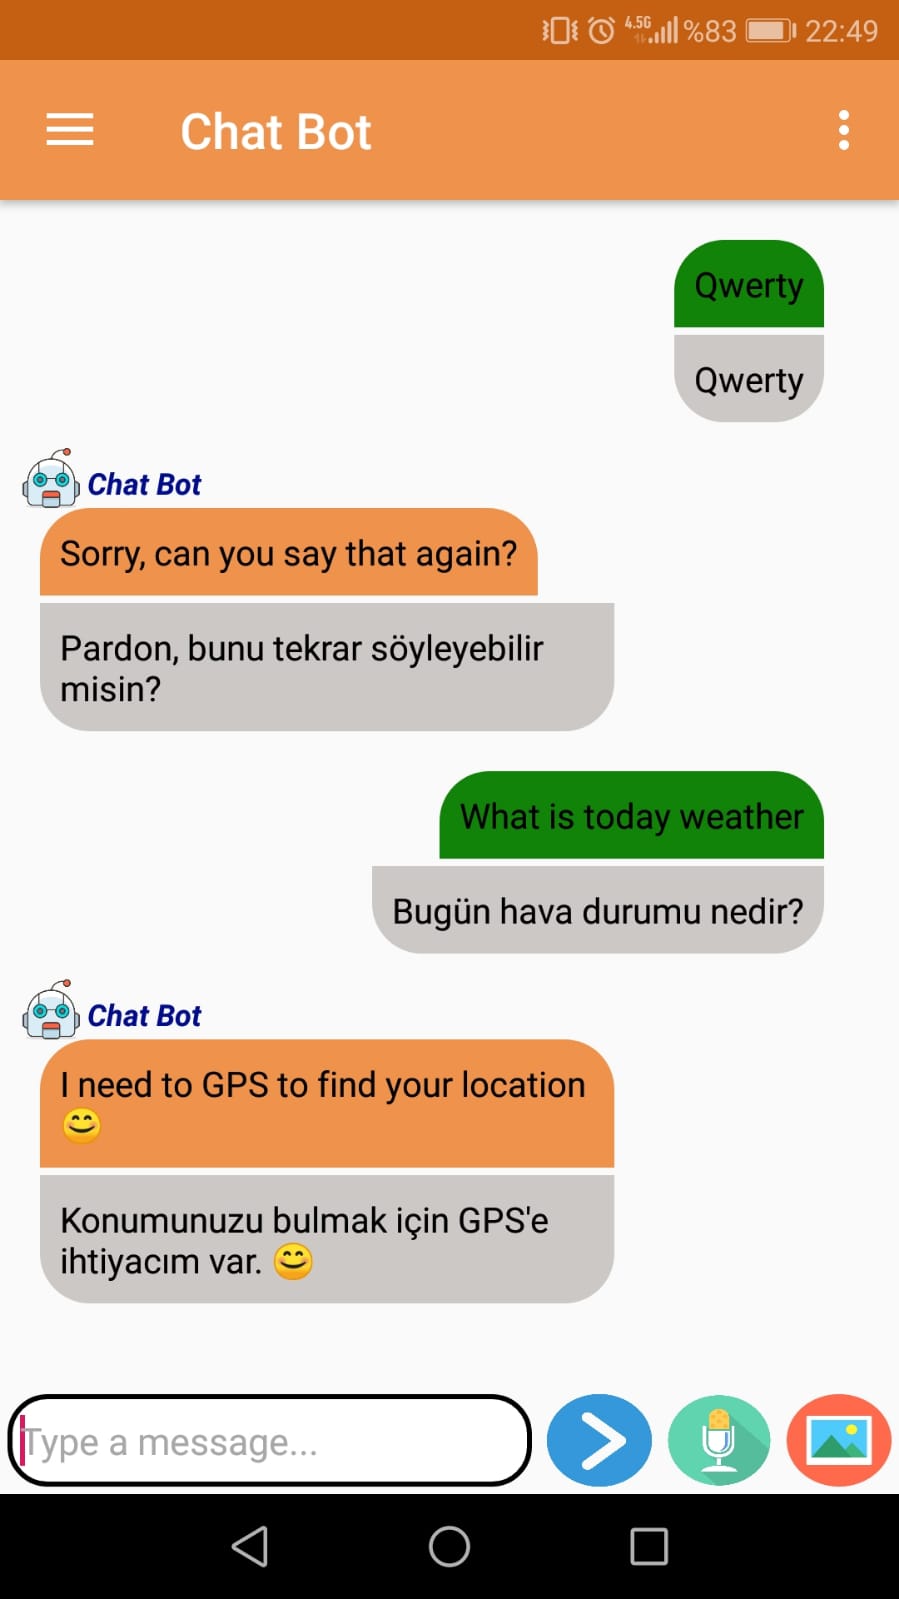 4.5G %83 22:49
Chat Bot
Qwerty
Qwerty
Chat Bot
Sorry, can you say that again?
Pardon, bunu tekrar söyleyebilir
misin?
What is today weather
Bugün hava durumu nedir?
Chat Bot
I need to GPS to find your location
😊
Konumunuzu bulmak için GPS'e
ihtiyacım var. 😊
Type a message...